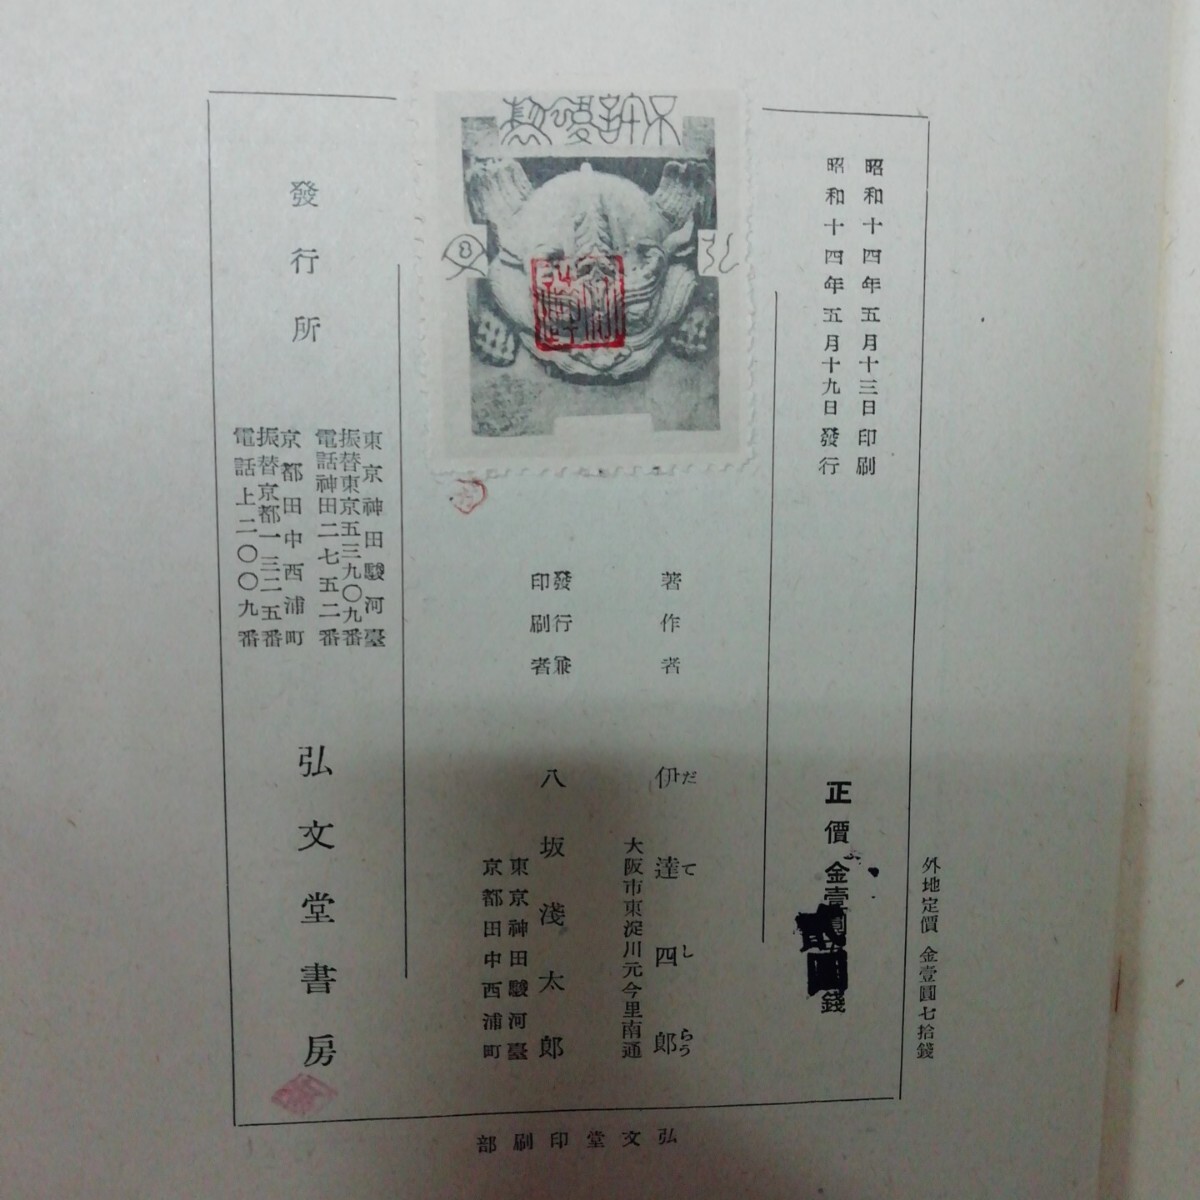 昭和十四年五月十三日印刷
昭和十四年五月十九日發行
正價 金壹圓
貳圓
錢
外地定價 金壹圓七拾錢
不許複製
弘
著作者 伊達四郎
だてしらう
大阪市東淀川元今里南通
發行兼
印刷者
八坂淺太郎
東京神田駿河臺
京都田中西浦町
發行所
東京神田駿河臺
振替東京五三九〇九番
電話神田二七五二番
京都田中西浦町
振替京都一三二一五番
電話上二〇〇九番
弘文堂書房
弘文堂印刷部